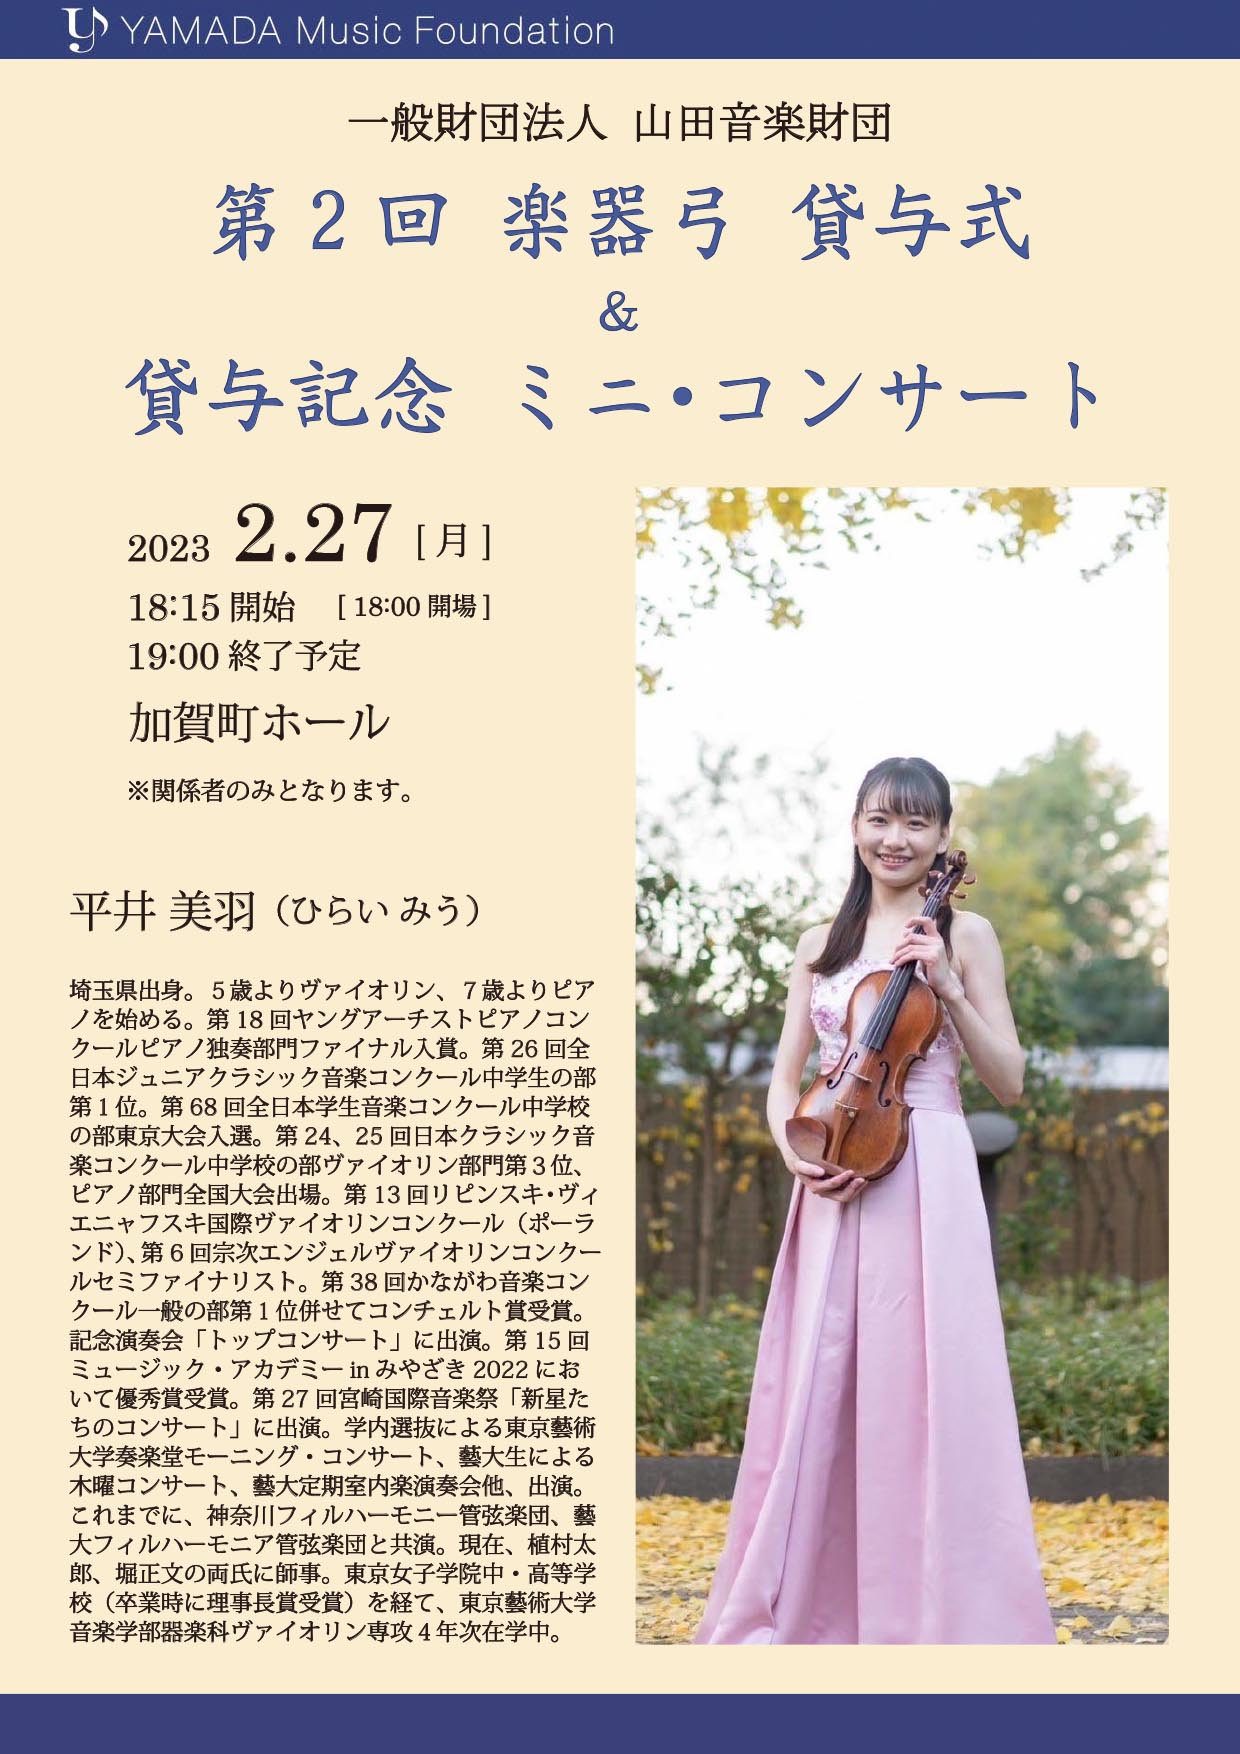 YAMADA Music Foundation
一般財団法人 山田音楽財団
第2回 楽器弓 貸与式
&
貸与記念 ミニ・コンサート
2023 2.27 [月]
18:15 開始 [18:00 開場]
19:00 終了予定
加賀町ホール
※関係者のみとなります。
平井 美羽（ひらい みう）
埼玉県出身。5歳よりヴァイオリン、7歳よりピア
ノを始める。第18回ヤングアーチストピアノコン
クールピアノ独奏部門ファイナル入賞。第26回全
日本ジュニアクラシック音楽コンクール中学生の部
第1位。第68回全日本学生音楽コンクール中学校
の部東京大会入選。第24、25回日本クラシック音
楽コンクール中学校の部ヴァイオリン部門第3位、
ピアノ部門全国大会出場。第13回リピンスキ・ヴィ
エニャフスキ国際ヴァイオリンコンクール（ポーラ
ンド）、第6回宗次エンジェルヴァイオリンコンクー
ルセミファイナリスト。第38回かながわ音楽コン
クール一般の部第1位併せてコンチェルト賞受賞。
記念演奏会「トップコンサート」に出演。第15回
ミュージック・アカデミーinみやざき2022にお
いて優秀賞受賞。第27回宮崎国際音楽祭「新星た
ちのコンサート」に出演。学内選抜による東京藝術
大学奏楽堂モーニング・コンサート、藝大生による
木曜コンサート、藝大定期室内楽演奏会他、出演。
これまでに、神奈川フィルハーモニー管弦楽団、藝
大フィルハーモニア管弦楽団と共演。現在、植村太
郎、堀正文の両氏に師事。東京女子学院中・高等学
校（卒業時に理事長賞受賞）を経て、東京藝術大学
音楽学部器楽科ヴァイオリン専攻4年次在学中。